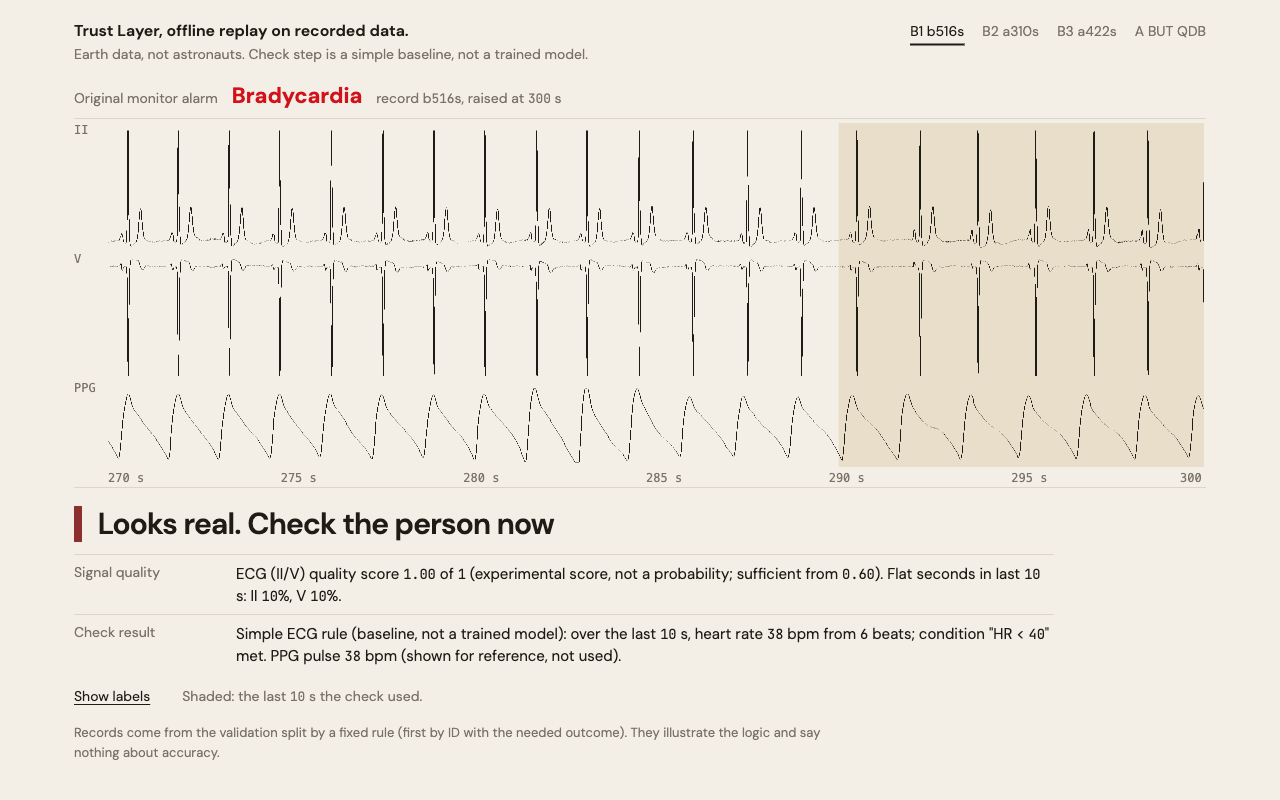 Trust Layer, offline replay on recorded data.
B1 b516s B2 a310s B3 a422s A BUT QDB
Earth data, not astronauts. Check step is a simple baseline, not a trained model.
Original monitor alarm Bradycardia record b516s, raised at 300 s
II
V
PPG
270 s 275 s 280 s 285 s 290 s 295 s 300
Looks real. Check the person now
Signal quality ECG (II/V) quality score 1.00 of 1 (experimental score, not a probability; sufficient from 0.60). Flat seconds in last 10
s: II 10%, V 10%.
Check result Simple ECG rule (baseline, not a trained model): over the last 10 s, heart rate 38 bpm from 6 beats; condition "HR < 40"
met. PPG pulse 38 bpm (shown for reference, not used).
Show labels Shaded: the last 10 s the check used.
Records come from the validation split by a fixed rule (first by ID with the needed outcome). They illustrate the logic and say
nothing about accuracy.